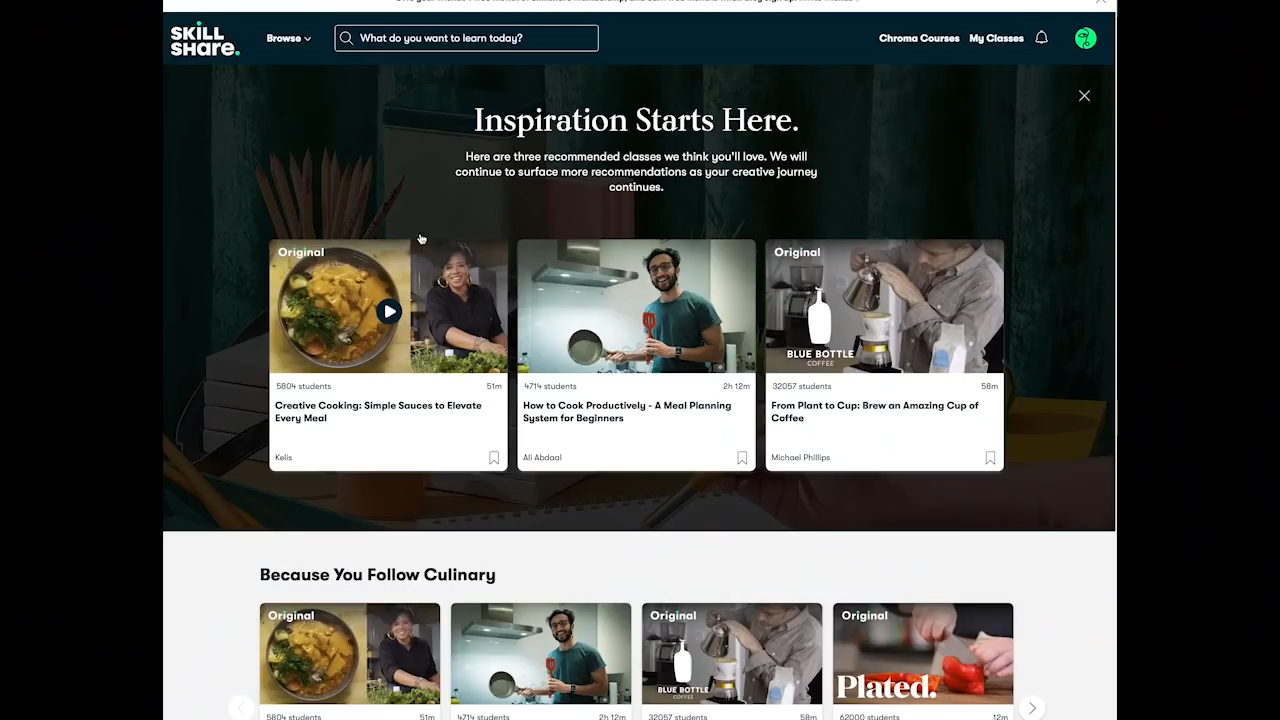 SKILL
SHARE.
Browse
What do you want to learn today?
Chroma Courses
My Classes
Inspiration Starts Here.
Here are three recommended classes we think you'll love. We will
continue to surface more recommendations as your creative journey
continues.
Original
5804 students
51m
Creative Cooking: Simple Sauces to Elevate
Every Meal
Kelis
4714 students
2h 12m
How to Cook Productively - A Meal Planning
System for Beginners
Ali Abdaal
Original
BLUE BOTTLE
COFFEE
32057 students
58m
From Plant to Cup: Brew an Amazing Cup of
Coffee
Michael Phillips
Because You Follow Culinary
Original
5804 students
51m
4714 students
2h 12m
Original
BLUE BOTTLE
COFFEE
32057 students
58m
Original
Plated.
62000 students
12m